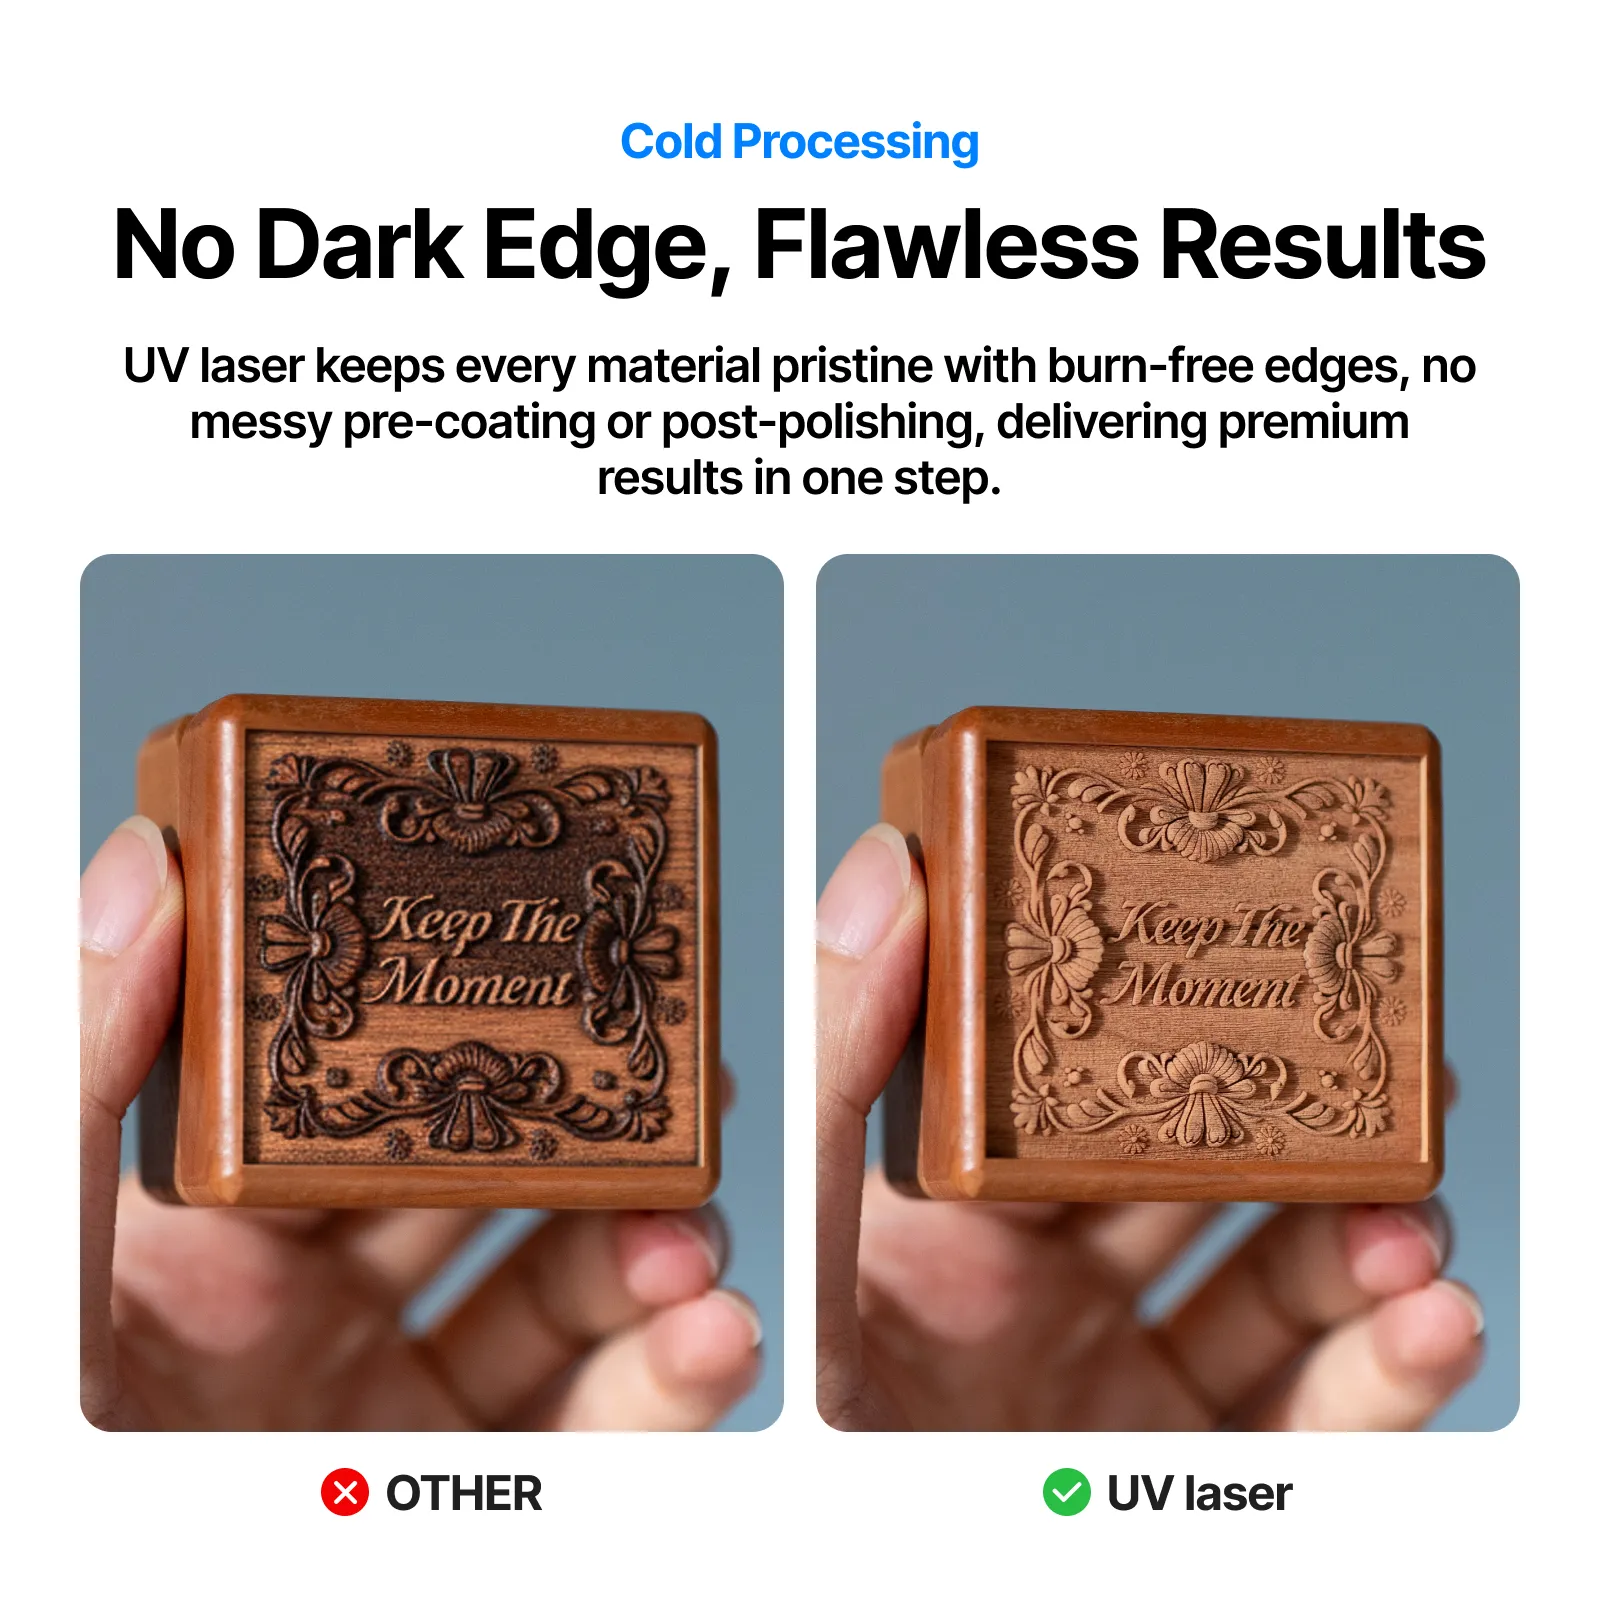 Cold Processing
No Dark Edge, Flawless Results
UV laser keeps every material pristine with burn-free edges, no
messy pre-coating or post-polishing, delivering premium
results in one step.
Keep The
Moment
Keep The
Moment
OTHER
UV laser